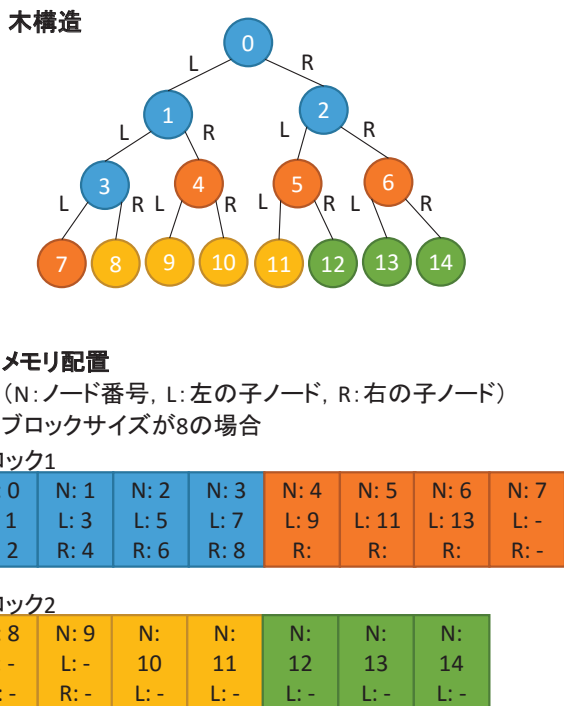 木構造
0
L R
1 2
L R L R
3 4 5 6
L R L R L R L R
7 8 9 10 11 12 13 14
メモリ配置
（N：ノード番号，L：左の子ノード，R：右の子ノード）
ブロックサイズが8の場合
ロック1
0 N: 1 N: 2 N: 3 N: 4 N: 5 N: 6 N: 7
1 L: 3 L: 5 L: 7 L: 9 L: 11 L: 13 L: -
2 R: 4 R: 6 R: 8 R: R: R: R: -
ロック2
8 N: 9 N: N: N: N: N:
- L: - 10 11 12 13 14
: - R: - L: - L: - L: - L: - L: -